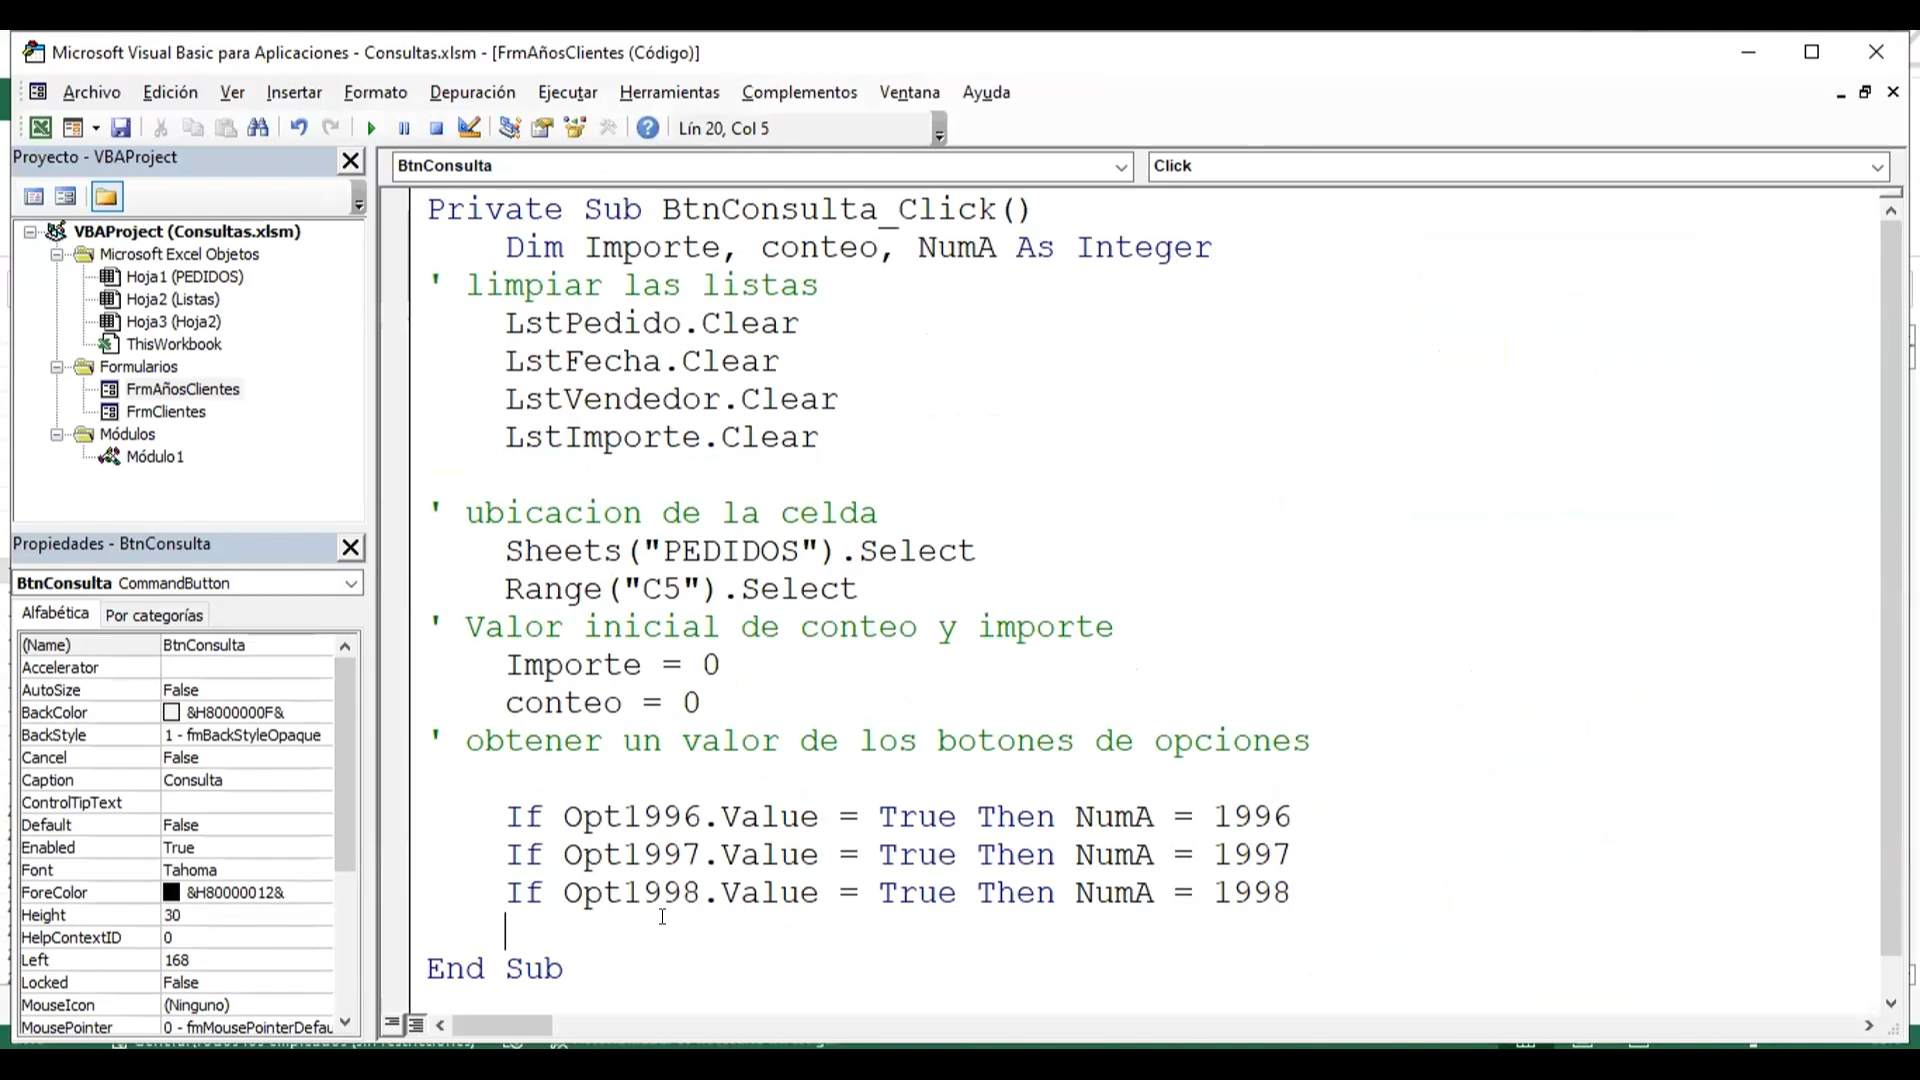 Microsoft Visual Basic para Aplicaciones - Consultas.xlsm - [FrmAñosClientes (Código)]
Archivo Edición Ver Insertar Formato Depuración Ejecutar Herramientas Complementos Ventana Ayuda
Lín 20, Col 5
Proyecto - VBAProject
VBAProject (Consultas.xlsm)
Microsoft Excel Objetos
Hoja1 (PEDIDOS)
Hoja2 (Listas)
Hoja3 (Hoja2)
ThisWorkbook
Formularios
FrmAñosClientes
FrmClientes
Módulos
Módulo1
Propiedades - BtnConsulta
BtnConsulta CommandButton
Alfabética Por categorías
(Name) BtnConsulta
Accelerator
AutoSize False
BackColor &H8000000F&
BackStyle 1 - fmBackStyleOpaque
Cancel False
Caption Consulta
ControlTipText
Default False
Enabled True
Font Tahoma
ForeColor &H80000012&
Height 30
HelpContextID 0
Left 168
Locked False
MouseIcon (Ninguno)
MousePointer 0 - fmMousePointerDefau
BtnConsulta Click
Private Sub BtnConsulta_Click()
Dim Importe, conteo, NumA As Integer
' limpiar las listas
LstPedido.Clear
LstFecha.Clear
LstVendedor.Clear
LstImporte.Clear
' ubicacion de la celda
Sheets("PEDIDOS").Select
Range("C5").Select
' Valor inicial de conteo y importe
Importe = 0
conteo = 0
' obtener un valor de los botones de opciones
If Opt1996.Value = True Then NumA = 1996
If Opt1997.Value = True Then NumA = 1997
If Opt1998.Value = True Then NumA = 1998
End Sub